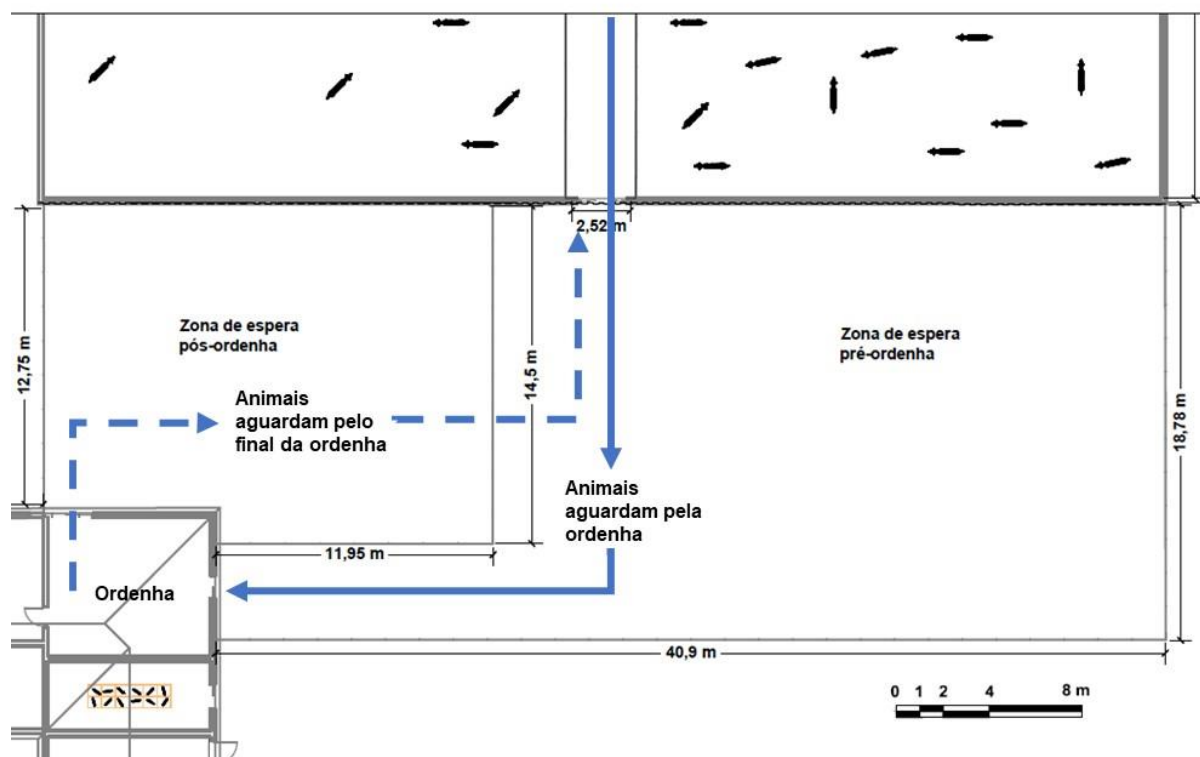 2,52 m
12,75 m
Zona de espera
pós-ordenha
14,5 m
Zona de espera
pré-ordenha
18,78 m
Animais
aguardam pelo
final da ordenha
Animais
aguardam pela
ordenha
11,95 m
Ordenha
40,9 m
0 1 2 4 8 m